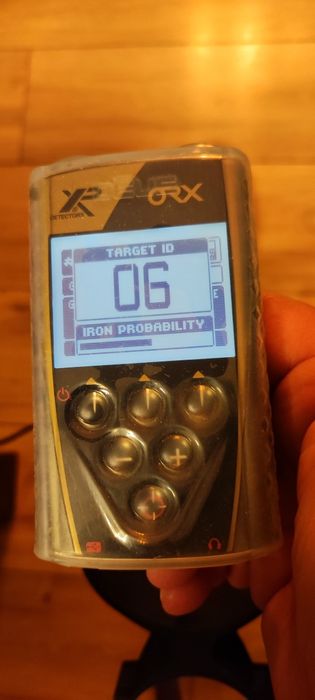 XP
DETECTORS
ORX
TARGET ID
06
IRON PROBABILITY